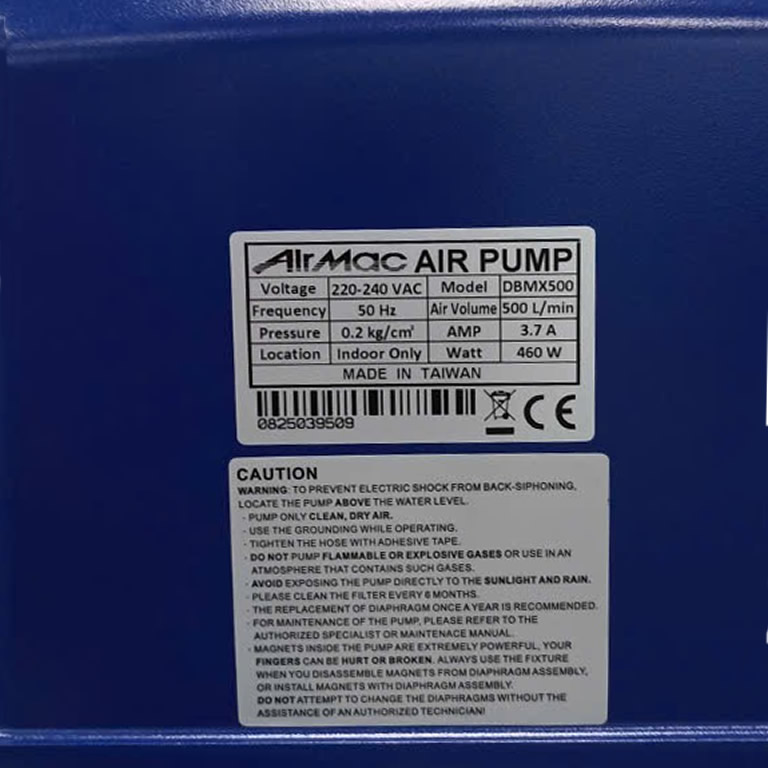 AirMac AIR PUMP
Voltage 220-240 VAC Model DBMX500
Frequency 50 Hz Air Volume 500 L/min
Pressure 0.2 kg/cm² AMP 3.7 A
Location Indoor Only Watt 460 W
MADE IN TAIWAN
CE
0825039509
CAUTION
WARNING: TO PREVENT ELECTRIC SHOCK FROM BACK-SIPHONING,
LOCATE THE PUMP ABOVE THE WATER LEVEL.
- PUMP ONLY CLEAN, DRY AIR.
- USE THE GROUNDING WHILE OPERATING.
- TIGHTEN THE HOSE WITH ADHESIVE TAPE.
- DO NOT PUMP FLAMMABLE OR EXPLOSIVE GASES OR USE IN AN
ATMOSPHERE THAT CONTAINS SUCH GASES.
- AVOID EXPOSING THE PUMP DIRECTLY TO THE SUNLIGHT AND RAIN.
- PLEASE CLEAN THE FILTER EVERY 6 MONTHS.
- THE REPLACEMENT OF DIAPHRAGM ONCE A YEAR IS RECOMMENDED.
- FOR MAINTENANCE OF THE PUMP, PLEASE REFER TO THE
AUTHORIZED SPECIALIST OR MAINTENACE MANUAL.
- MAGNETS INSIDE THE PUMP ARE EXTREMELY POWERFUL, YOUR
FINGERS CAN BE HURT OR BROKEN. ALWAYS USE THE FIXTURE
WHEN YOU DISASSEMBLE MAGNETS FROM DIAPHRAGM ASSEMBLY,
OR INSTALL MAGNETS WITH DIAPHRAGM ASSEMBLY.
DO NOT ATTEMPT TO CHANGE THE DIAPHRAGMS WITHOUT THE
ASSISTANCE OF AN AUTHORIZED TECHNICIAN!